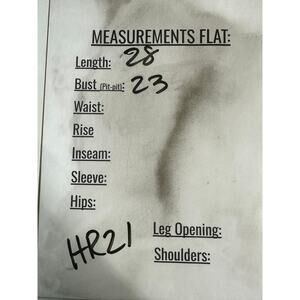 MEASUREMENTS FLAT:
Length: 28
Bust (Pit-pit): 23
Waist:
Rise
Inseam:
Sleeve:
Hips:
Leg Opening:
HR21
Shoulders: